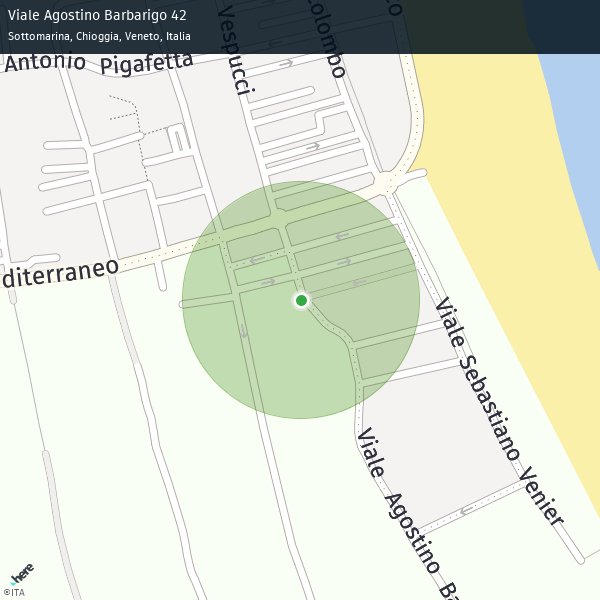 Viale Agostino Barbarigo 42
Sottomarina, Chioggia, Veneto, Italia
Antonio Pigafetta
Vespucci
Colombo
diterraneo
Viale Sebastiano Venier
Viale Agostino Ba
here
©ITA